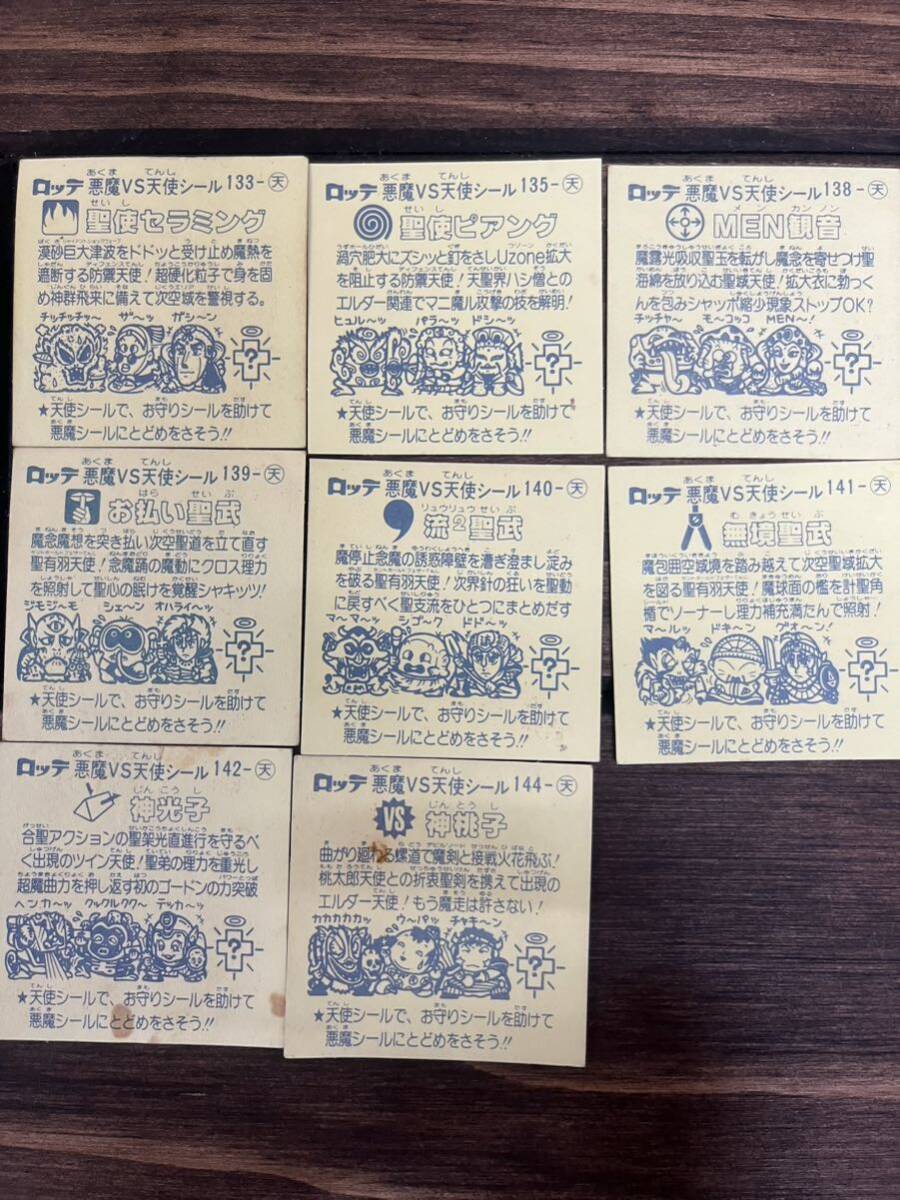 ロッテ 悪魔VS天使シール 133-天
聖使セラミング
漠砂巨大津波をドドッと受け止め魔熱を
遮断する防禦天使！超硬化粒子で身を固
め神群飛来に備えて次空域を警視する。
チッチッチャ〜 ザ〜ッ ガシ〜ン
★天使シールで、お守りシールを助けて
悪魔シールにとどめをさそう!!
ロッテ 悪魔VS天使シール 135-天
聖使ピアング
渦穴肥大にズシッと釘をさしUzone拡大
を阻止する防禦天使！天聖界ハシ僧との
エルダー関連でマニ魔ル攻撃の枝を解明！
ヒュル〜ッ パラ〜ッ ドシ〜ッ
★天使シールで、お守りシールを助けて
悪魔シールにとどめをさそう!!
ロッテ 悪魔VS天使シール 138-天
MEN観音
魔露光吸収聖玉を転がし魔念を寄せつけ聖
海綿を放り込む聖域天使！拡大衣に勃っく
んを包みシャッポ縮少現象ストップOK？
チッチャ〜 モ〜コッコ MEN〜！
★天使シールで、お守りシールを助けて
悪魔シールにとどめをさそう!!
ロッテ 悪魔VS天使シール 139-天
お払い聖武
魔念魔想を突き払い次空聖道を立て直す
聖有羽天使！念魔踊の魔動にクロス理力
を照射して聖心の眠けを覚醒シャキッツ！
ジモジ〜モ シェ〜ン オハライ〜ッ
★天使シールで、お守りシールを助けて
悪魔シールにとどめをさそう!!
ロッテ 悪魔VS天使シール 140-天
流2聖武
魔停止念魔の誘惑障壁を漕ぎ澄まし淀み
を破る聖有羽天使！次界針の狂いを聖動
に戻すべく聖支流をひとつにまとめだす
マ〜マ〜ッ シゴ〜ク ドド〜ッ
★天使シールで、お守りシールを助けて
悪魔シールにとどめをさそう!!
ロッテ 悪魔VS天使シール 141-天
無境聖武
魔包囲空域境を踏み越えて次空聖域拡大
を図る聖有羽天使！魔球面の檻を計聖角
楯でソーナーし理力補充満たんで照射！
マ〜ルッ ドキ〜ン グオ〜ン！
★天使シールで、お守りシールを助けて
悪魔シールにとどめをさそう!!
ロッテ 悪魔VS天使シール 142-天
神光子
合聖アクションの聖架光直進行を守るべ
く出現のツイン天使！聖弟の理力を重光し
超魔曲力を押し返す初のゴードンの力突破
ヘンカ〜ッ クックルクク〜 テッカ〜ッ
★天使シールで、お守りシールを助けて
悪魔シールにとどめをさそう!!
ロッテ 悪魔VS天使シール 144-天
VS 神桃子
曲がり廻わる螺道で魔剣と接戦火花飛ぶ！
桃太郎天使との折衷聖剣を携えて出現の
エルダー天使！もう魔走は許さない！
カカカカカッ ウ〜パッ チャキ〜ン
★天使シールで、お守りシールを助けて
悪魔シールにとどめをさそう!!